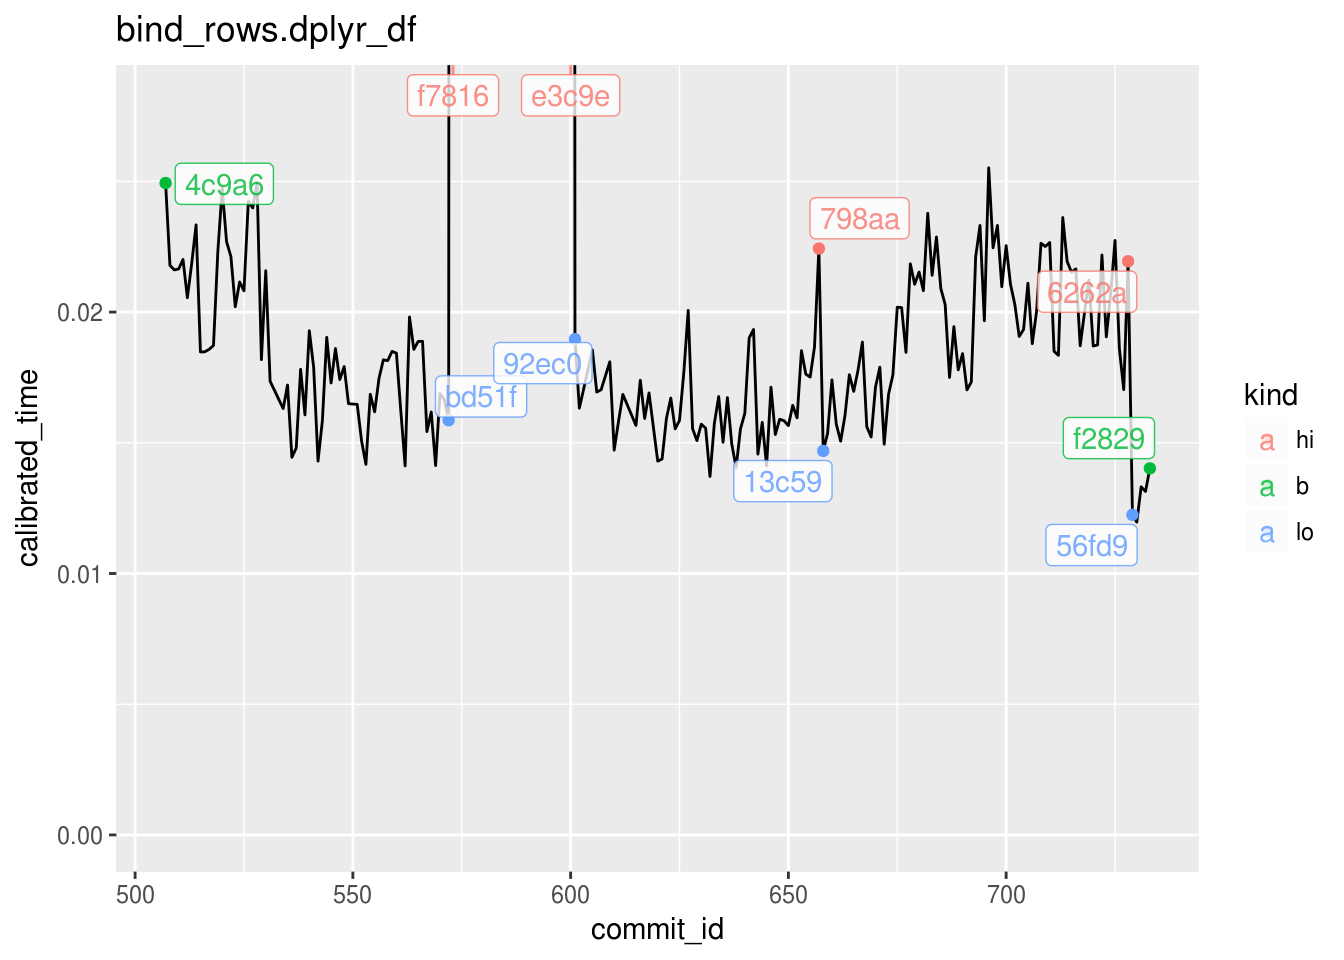 bind_rows.dplyr_df
f7816
e3c9e
4c9a6
798aa
6262a
92ec0
bd51f
f2829
13c59
56fd9
0.02
0.01
0.00
calibrated_time
500 550 600 650 700
commit_id
kind
a hi
a b
a lo